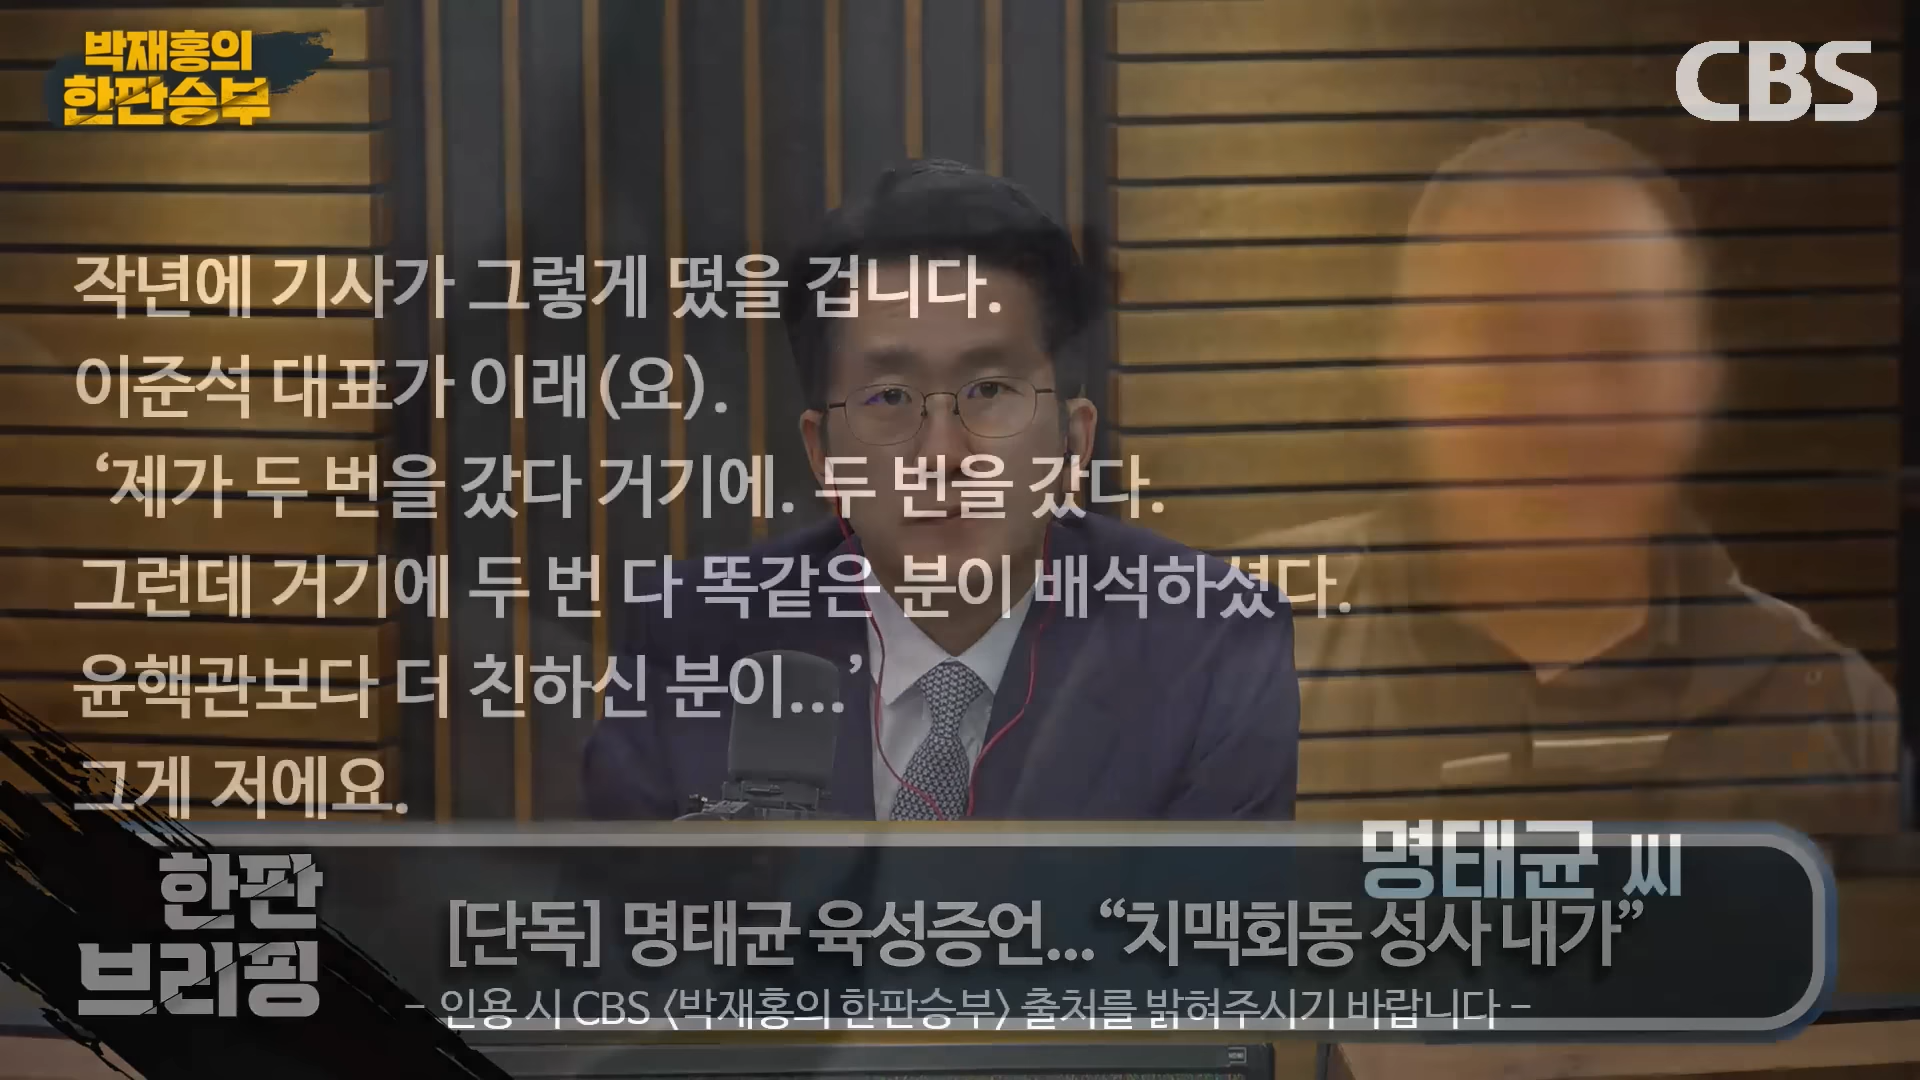 박재홍의
한판승부
CBS
작년에 기사가 그렇게 떴을 겁니다.
이준석 대표가 이래(요).
‘제가 두 번을 갔다 거기에. 두 번을 갔다.
그런데 거기에 두 번 다 똑같은 분이 배석하셨다.
윤핵관보다 더 친하신 분이...’
그게 저에요.
명태균 씨
한판
브리핑
[단독] 명태균 육성증언...“치맥회동 성사 내가”
- 인용 시 CBS <박재홍의 한판승부> 출처를 밝혀주시기 바랍니다 -